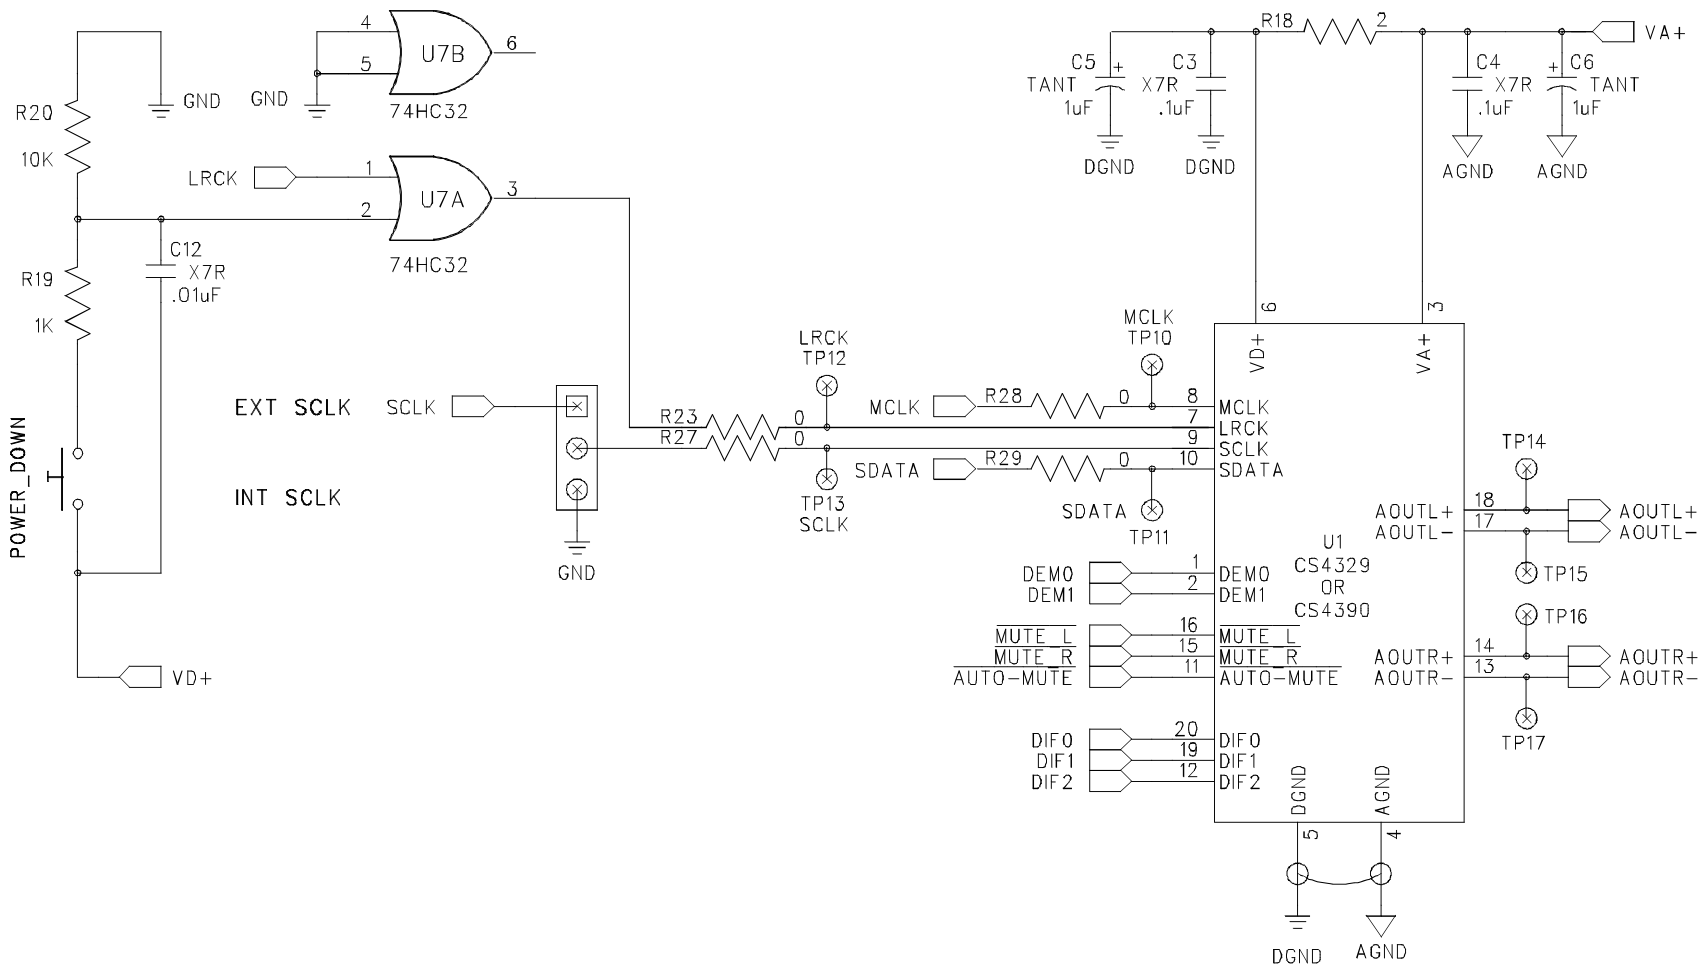 4
5
U7B
6
74HC32
GND
GND
R20
10K
LRCK
1
2
U7A
3
74HC32
C12
X7R
.01uF
R19
1K
POWER_DOWN
VD+
EXT SCLK
SCLK
INT SCLK
GND
R23
0
R27
0
LRCK
TP12
TP13
SCLK
MCLK
TP10
MCLK
R28
0
8
MCLK
7
LRCK
9
SCLK
10
SDATA
SDATA
R29
0
SDATA
TP11
R18
2
VA+
C5
+
TANT
1uF
DGND
C3
X7R
.1uF
DGND
C4
X7R
.1uF
AGND
+
C6
TANT
1uF
AGND
6
3
VD+
VA+
DEM0
1
DEM0
DEM1
2
DEM1
MUTE_L
16
MUTE_L
MUTE_R
15
MUTE_R
AUTO-MUTE
11
AUTO-MUTE
DIF0
20
DIF0
DIF1
19
DIF1
DIF2
12
DIF2
U1
CS4329
OR
CS4390
TP14
AOUTL+
18
AOUTL+
AOUTL-
17
AOUTL-
TP15
TP16
AOUTR+
14
AOUTR+
AOUTR-
13
AOUTR-
TP17
DGND
AGND
5
4
DGND
AGND